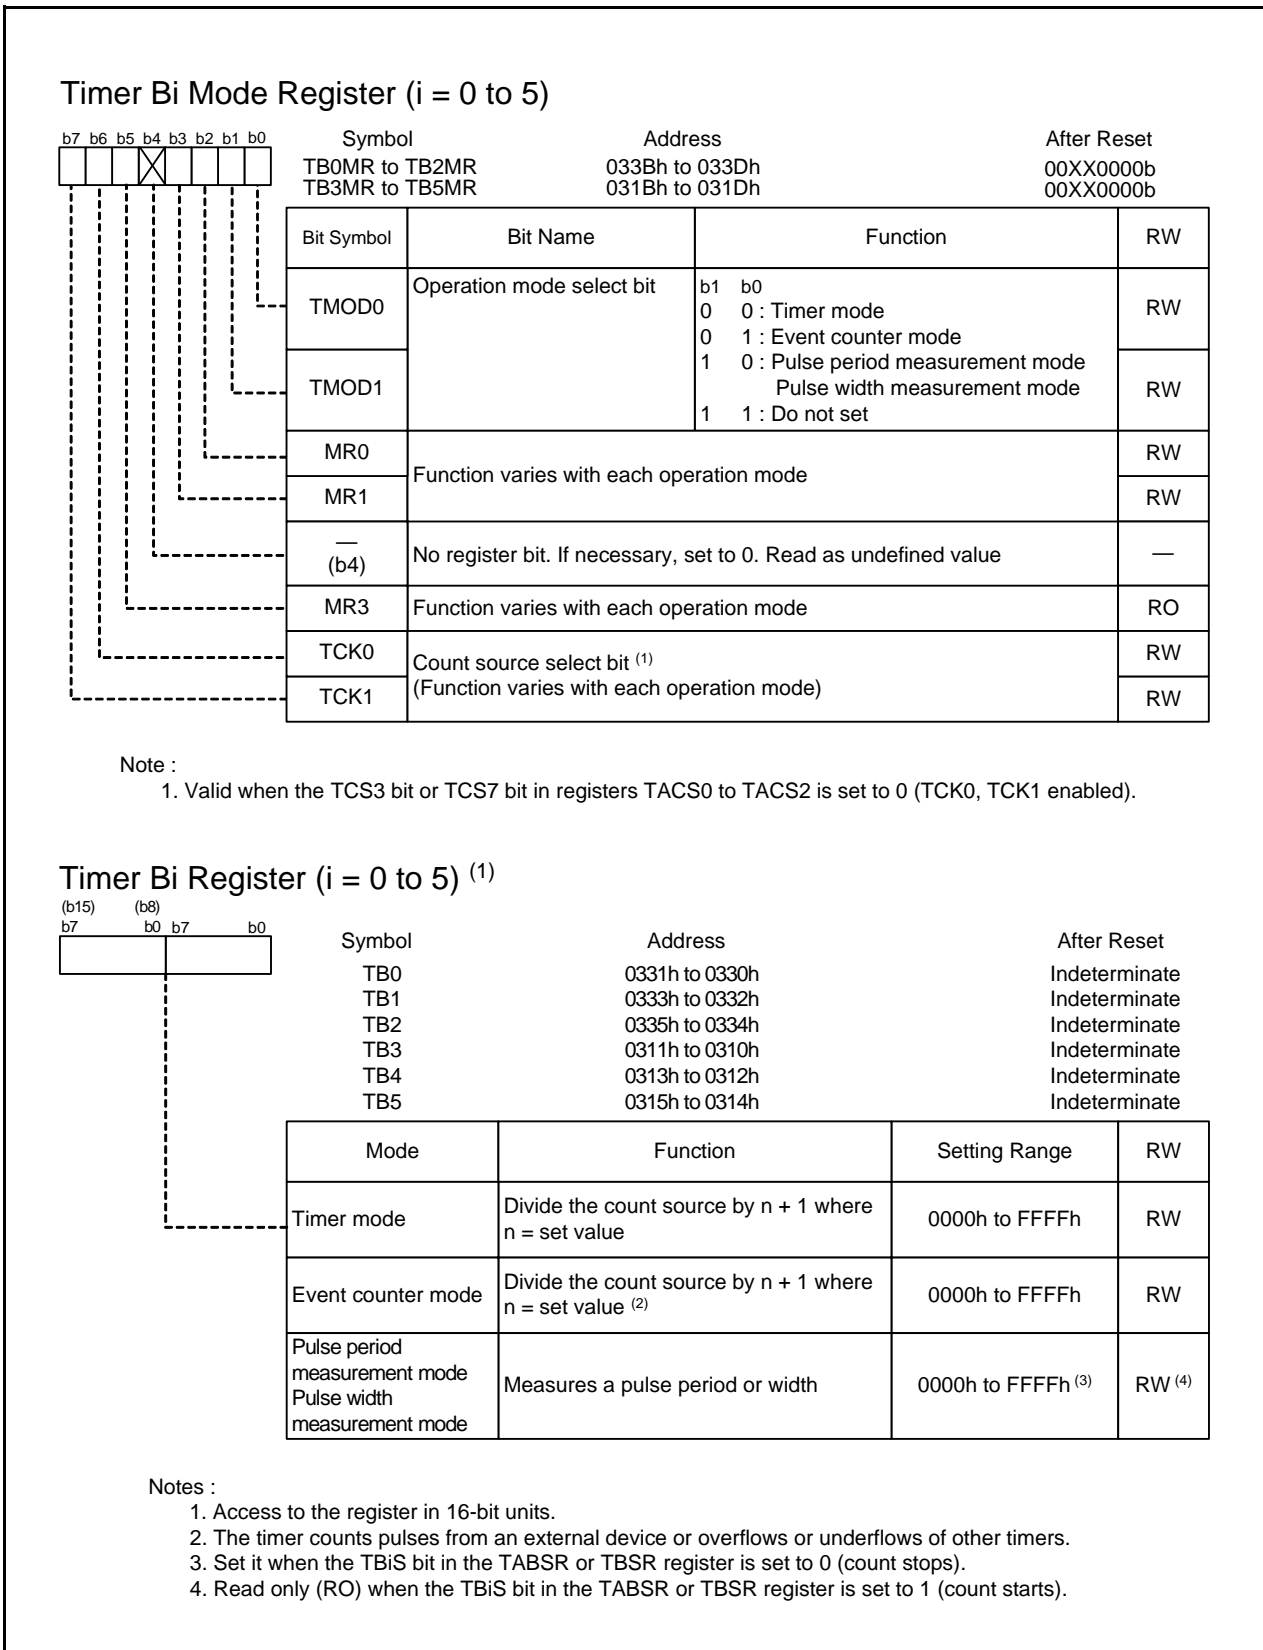 Timer Bi Mode Register (i = 0 to 5)
b7 b6 b5 b4 b3 b2 b1 b0
Symbol Address After Reset
TB0MR to TB2MR 033Bh to 033Dh 00XX0000b
TB3MR to TB5MR 031Bh to 031Dh 00XX0000b
Bit Symbol Bit Name Function RW
TMOD0 Operation mode select bit b1 b0
0 0 : Timer mode RW
0 1 : Event counter mode
TMOD1 1 0 : Pulse period measurement mode
Pulse width measurement mode RW
1 1 : Do not set
MR0 Function varies with each operation mode RW
MR1 RW
—
(b4) No register bit. If necessary, set to 0. Read as undefined value —
MR3 Function varies with each operation mode RO
TCK0 Count source select bit (1) RW
TCK1 (Function varies with each operation mode) RW
Note :
1. Valid when the TCS3 bit or TCS7 bit in registers TACS0 to TACS2 is set to 0 (TCK0, TCK1 enabled).
Timer Bi Register (i = 0 to 5) (1)
(b15) (b8)
b7 b0 b7 b0
Symbol Address After Reset
TB0 0331h to 0330h Indeterminate
TB1 0333h to 0332h Indeterminate
TB2 0335h to 0334h Indeterminate
TB3 0311h to 0310h Indeterminate
TB4 0313h to 0312h Indeterminate
TB5 0315h to 0314h Indeterminate
Mode Function Setting Range RW
Timer mode Divide the count source by n + 1 where
n = set value 0000h to FFFFh RW
Event counter mode Divide the count source by n + 1 where
n = set value (2) 0000h to FFFFh RW
Pulse period
measurement mode
Pulse width
measurement mode Measures a pulse period or width 0000h to FFFFh (3) RW (4)
Notes :
1. Access to the register in 16-bit units.
2. The timer counts pulses from an external device or overflows or underflows of other timers.
3. Set it when the TBiS bit in the TABSR or TBSR register is set to 0 (count stops).
4. Read only (RO) when the TBiS bit in the TABSR or TBSR register is set to 1 (count starts).